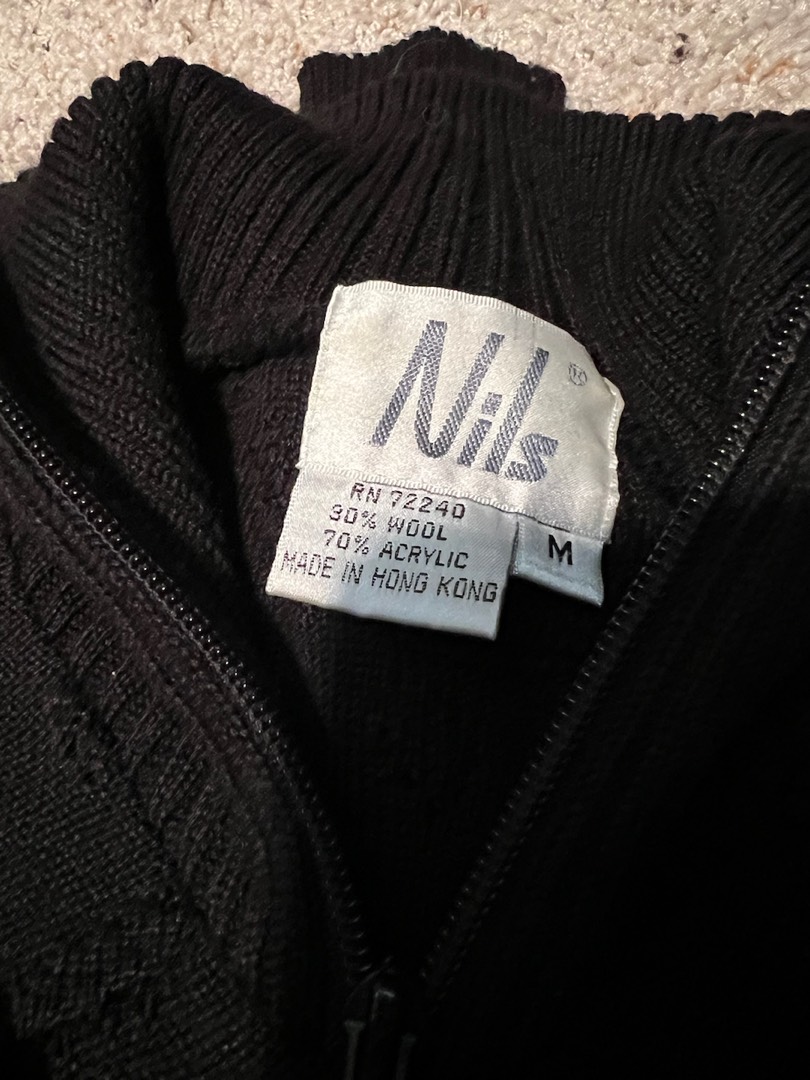 Nils ®
RN 72240
30% WOOL
70% ACRYLIC
MADE IN HONG KONG
M